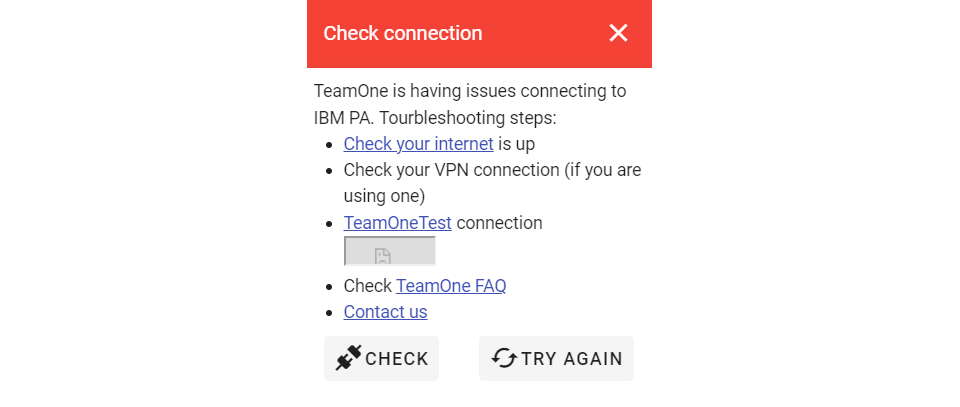 Check connection
TeamOne is having issues connecting to
IBM PA. Tourbleshooting steps:
Check your internet is up
Check your VPN connection (if you are
using one)
TeamOneTest connection
Check TeamOne FAQ
Contact us
CHECK
TRY AGAIN